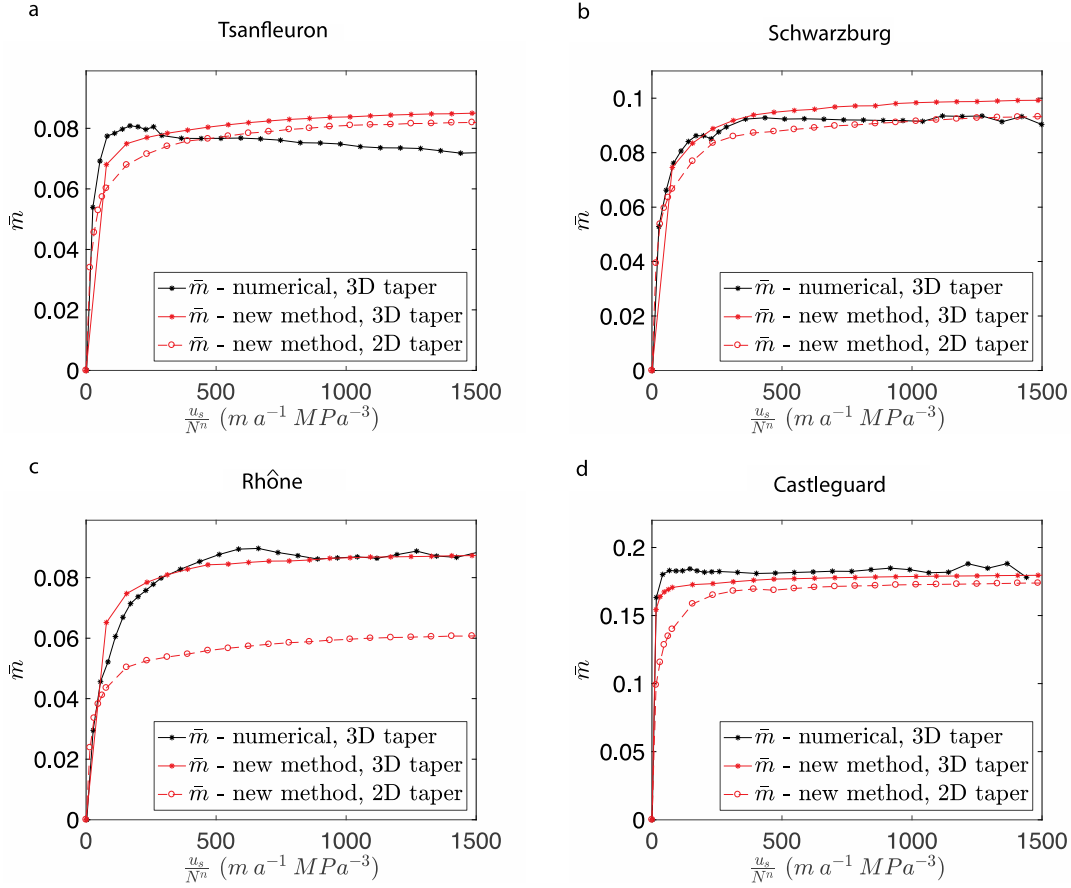 a
Tsanfleuron
m̄
0.08
0.06
0.04
0.02
0
m̄ - numerical, 3D taper
m̄ - new method, 3D taper
m̄ - new method, 2D taper
0 500 1000 1500
u_s/N^n (m a^−1 MPa^−3)
b
Schwarzburg
m̄
0.1
0.08
0.06
0.04
0.02
0
m̄ - numerical, 3D taper
m̄ - new method, 3D taper
m̄ - new method, 2D taper
0 500 1000 1500
u_s/N^n (m a^−1 MPa^−3)
c
Rhône
m̄
0.08
0.06
0.04
0.02
0
m̄ - numerical, 3D taper
m̄ - new method, 3D taper
m̄ - new method, 2D taper
0 500 1000 1500
u_s/N^n (m a^−1 MPa^−3)
d
Castleguard
m̄
0.2
0.15
0.1
0.05
0
m̄ - numerical, 3D taper
m̄ - new method, 3D taper
m̄ - new method, 2D taper
0 500 1000 1500
u_s/N^n (m a^−1 MPa^−3)